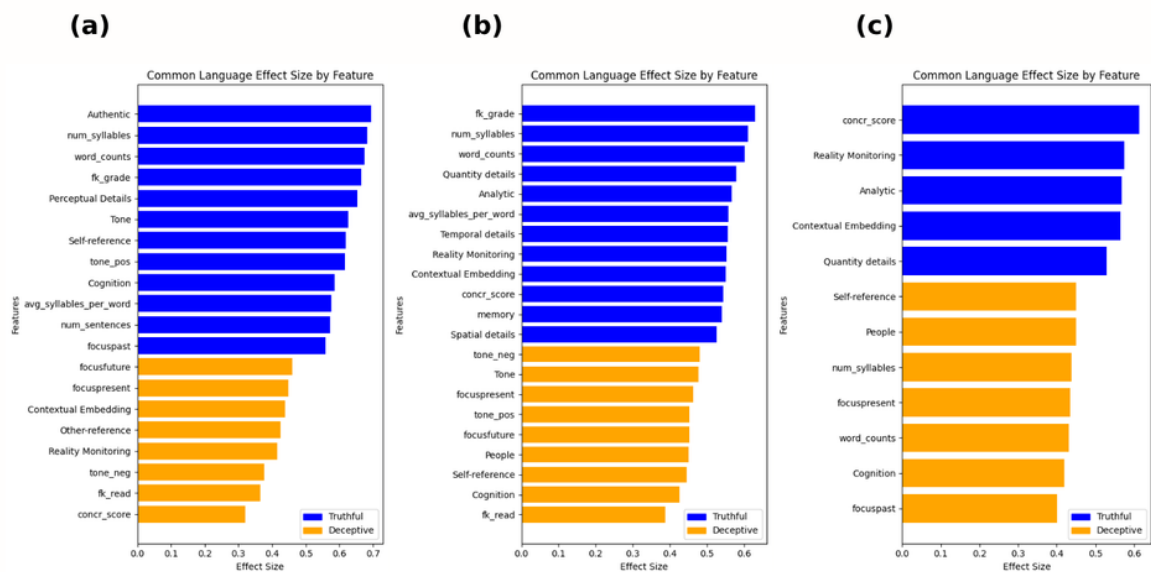 (a)
Common Language Effect Size by Feature
Features
Authentic
num_syllables
word_counts
fk_grade
Perceptual Details
Tone
Self-reference
tone_pos
Cognition
avg_syllables_per_word
num_sentences
focuspast
focusfuture
focuspresent
Contextual Embedding
Other-reference
Reality Monitoring
tone_neg
fk_read
concr_score
Truthful
Deceptive
0.0 0.1 0.2 0.3 0.4 0.5 0.6 0.7
Effect Size
(b)
Common Language Effect Size by Feature
Features
fk_grade
num_syllables
word_counts
Quantity details
Analytic
avg_syllables_per_word
Temporal details
Reality Monitoring
Contextual Embedding
concr_score
memory
Spatial details
tone_neg
Tone
focuspresent
tone_pos
focusfuture
People
Self-reference
Cognition
fk_read
Truthful
Deceptive
0.0 0.1 0.2 0.3 0.4 0.5 0.6
Effect Size
(c)
Common Language Effect Size by Feature
Features
concr_score
Reality Monitoring
Analytic
Contextual Embedding
Quantity details
Self-reference
People
num_syllables
focuspresent
word_counts
Cognition
focuspast
Truthful
Deceptive
0.0 0.1 0.2 0.3 0.4 0.5 0.6
Effect Size